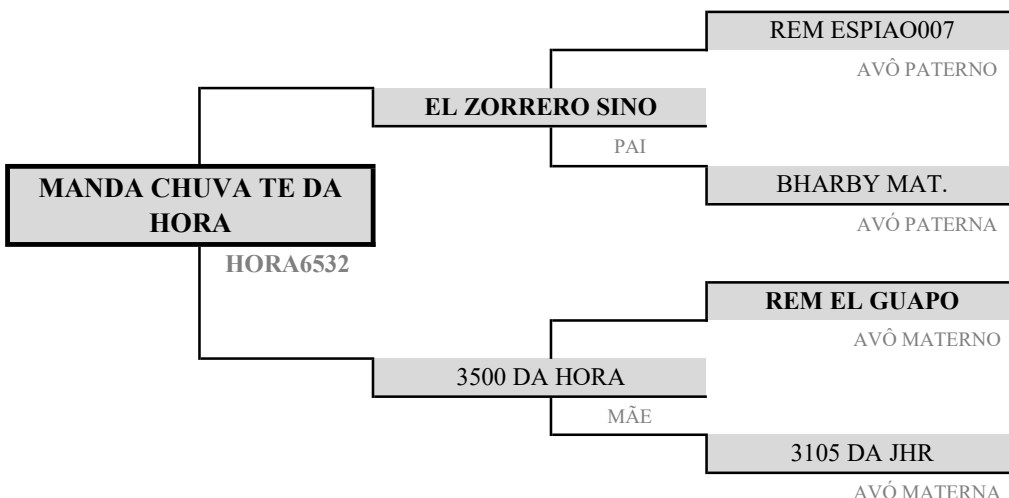 REM ESPIAO007
AVÔ PATERNO
EL ZORRERO SINO
PAI
MANDA CHUVA TE DA
HORA
BHARBY MAT.
AVÓ PATERNA
HORA6532
REM EL GUAPO
AVÔ MATERNO
3500 DA HORA
MÃE
3105 DA JHR
AVÓ MATERNA